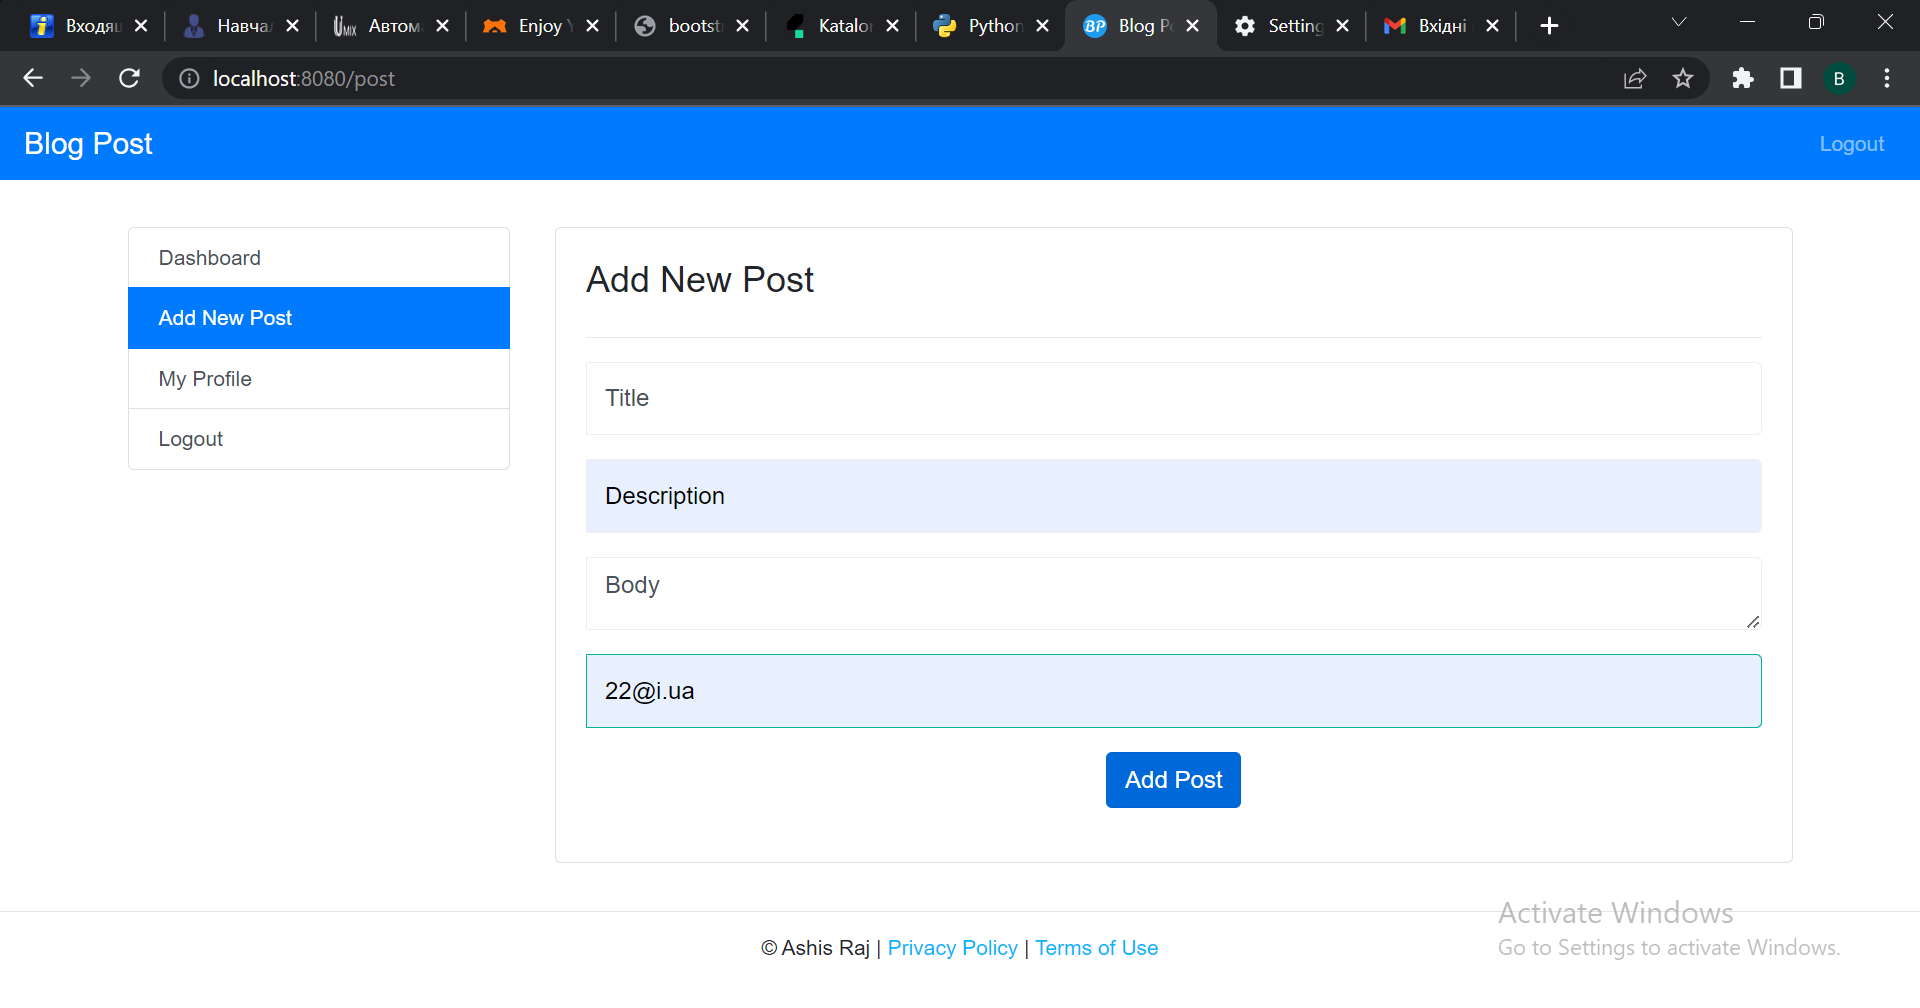 Входящ Навча Автом Enjoy bootst Katalon Python Blog Po Setting Вхідні
localhost:8080/post
B
Blog Post
Logout
Dashboard
Add New Post
My Profile
Logout
Add New Post
Title
Description
Body
22@i.ua
Add Post
Activate Windows
Go to Settings to activate Windows.
© Ashis Raj | Privacy Policy | Terms of Use